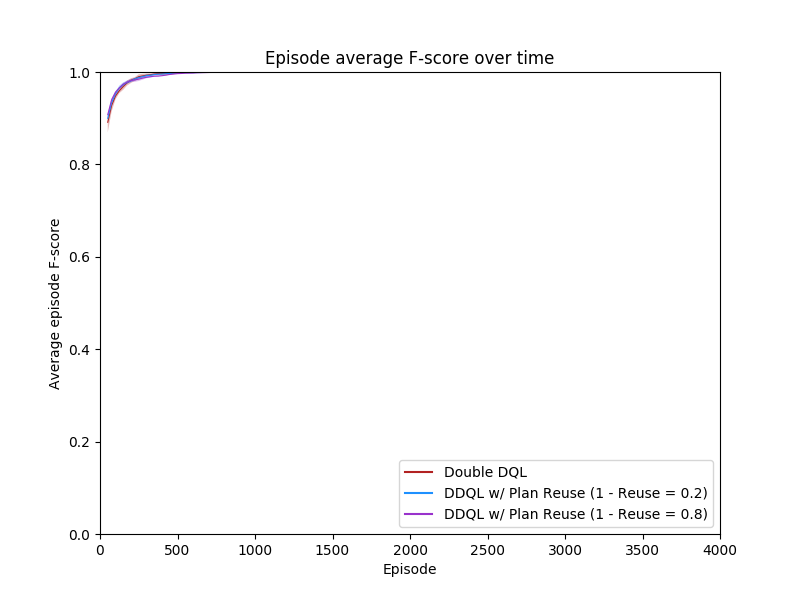 Episode average F-score over time
Average episode F-score
1.0
0.8
0.6
0.4
0.2
0.0
0 500 1000 1500 2000 2500 3000 3500 4000
Episode
Double DQL
DDQL w/ Plan Reuse (1 - Reuse = 0.2)
DDQL w/ Plan Reuse (1 - Reuse = 0.8)